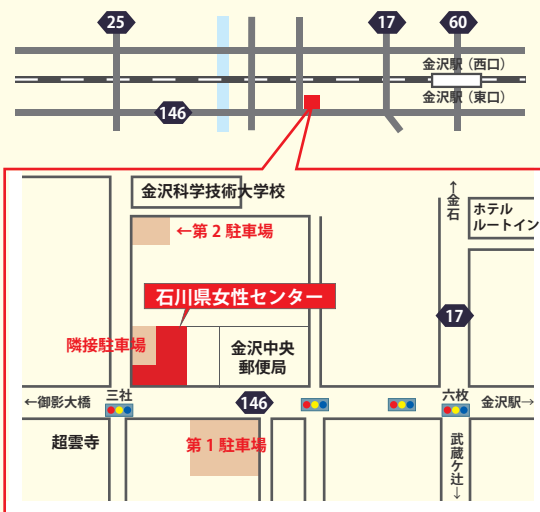 25
17
60
金沢駅（西口）
金沢駅（東口）
146
金沢科学技術大学校
↑金石
ホテル
ルートイン
←第2駐車場
石川県女性センター
17
隣接駐車場
金沢中央
郵便局
←御影大橋
三社
146
六枚
金沢駅→
超雲寺
第1駐車場
武蔵ケ辻→